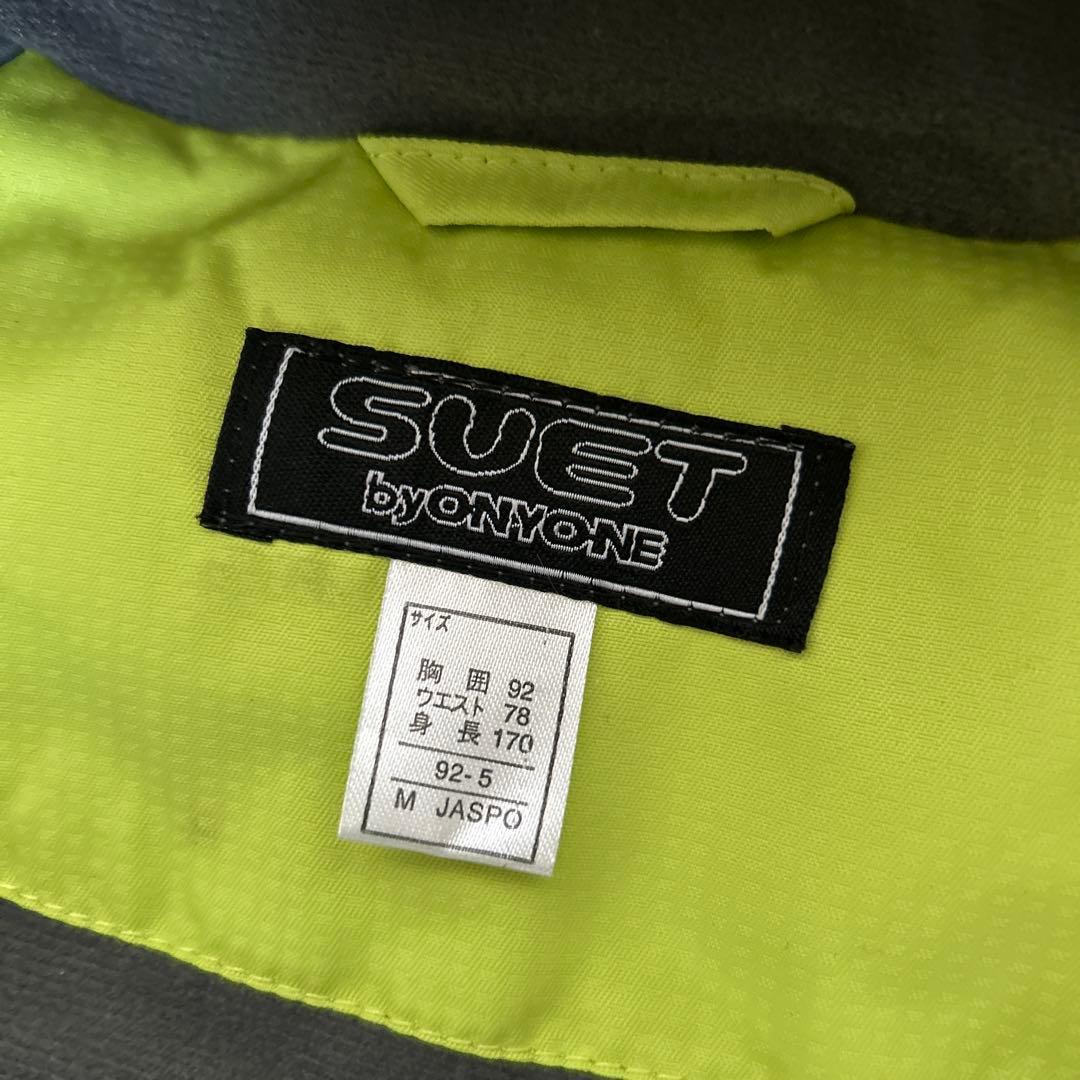 SUET
byONYONE
サイズ
胸囲 92
ウエスト 78
身長 170
92-5
M JASPO